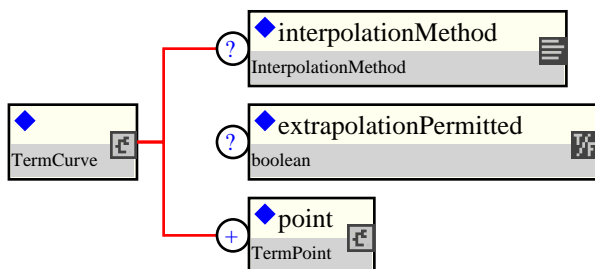 ? interpolationMethod
InterpolationMethod
TermCurve
? extrapolationPermitted
boolean T/F
+ point
TermPoint